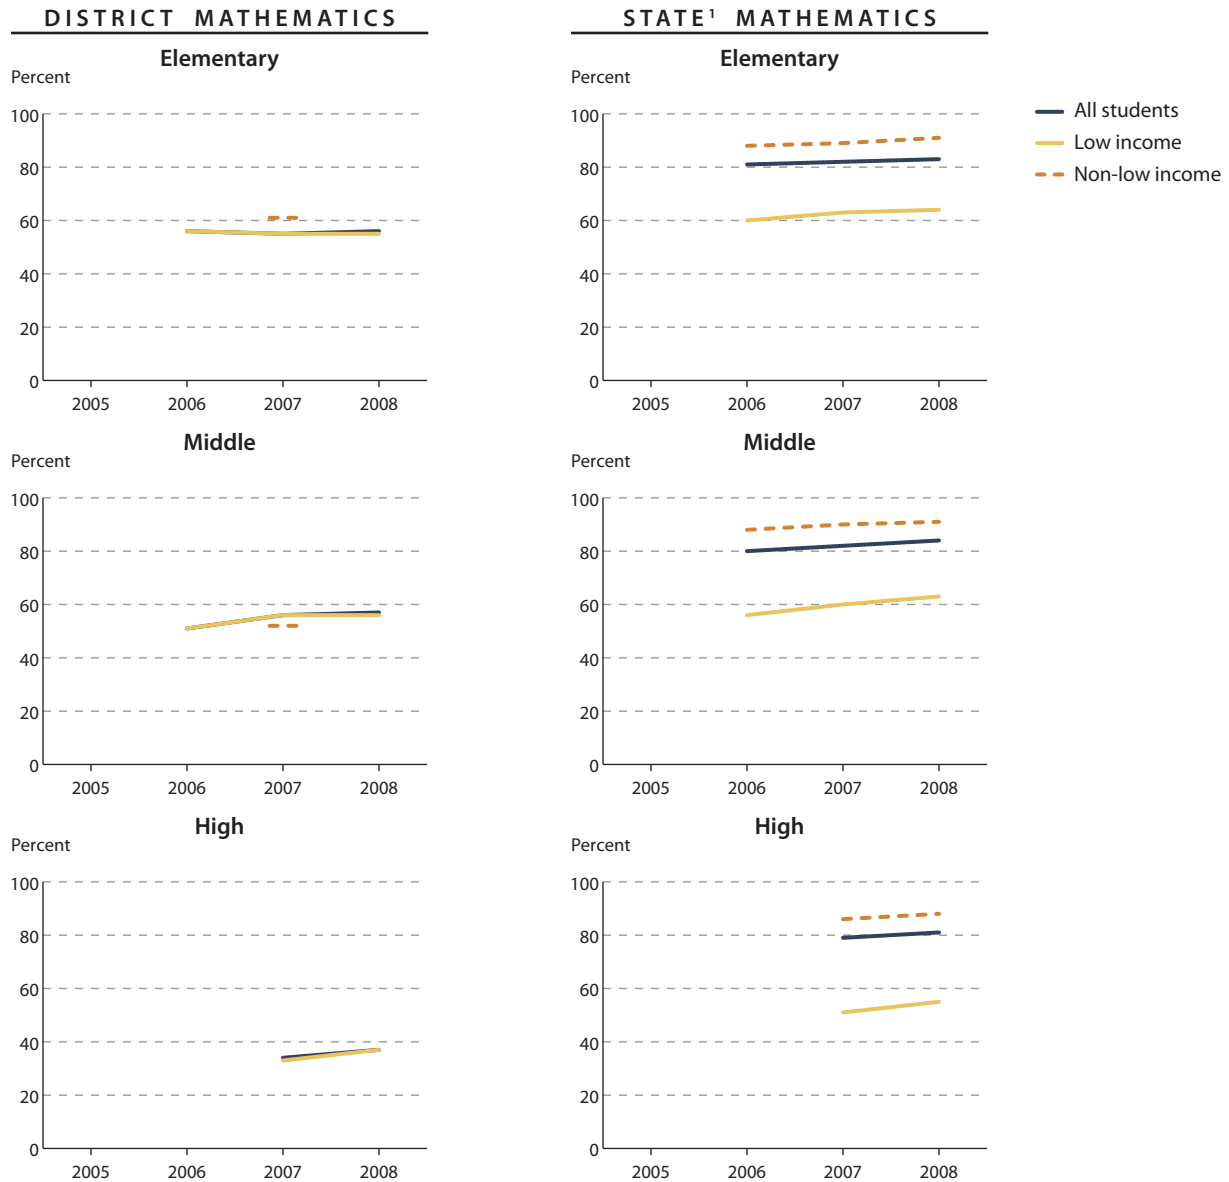 DISTRICT MATHEMATICS
Elementary
Percent
100
80
60
40
20
0
2005 2006 2007 2008
Middle
Percent
100
80
60
40
20
0
2005 2006 2007 2008
High
Percent
100
80
60
40
20
0
2005 2006 2007 2008
STATE¹ MATHEMATICS
Elementary
Percent
100
80
60
40
20
0
2005 2006 2007 2008
Middle
Percent
100
80
60
40
20
0
2005 2006 2007 2008
High
Percent
100
80
60
40
20
0
2005 2006 2007 2008
All students
Low income
Non-low income